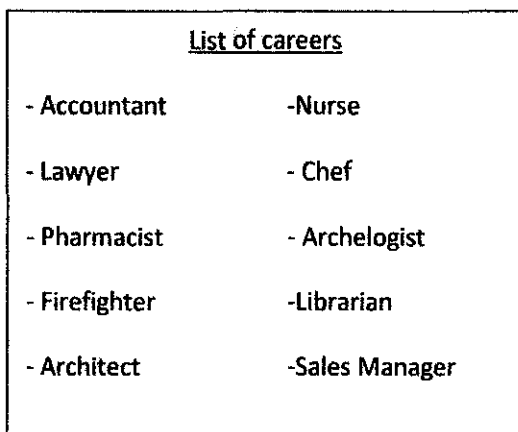 List of careers
- Accountant -Nurse
- Lawyer - Chef
- Pharmacist - Archelogist
- Firefighter -Librarian
- Architect -Sales Manager